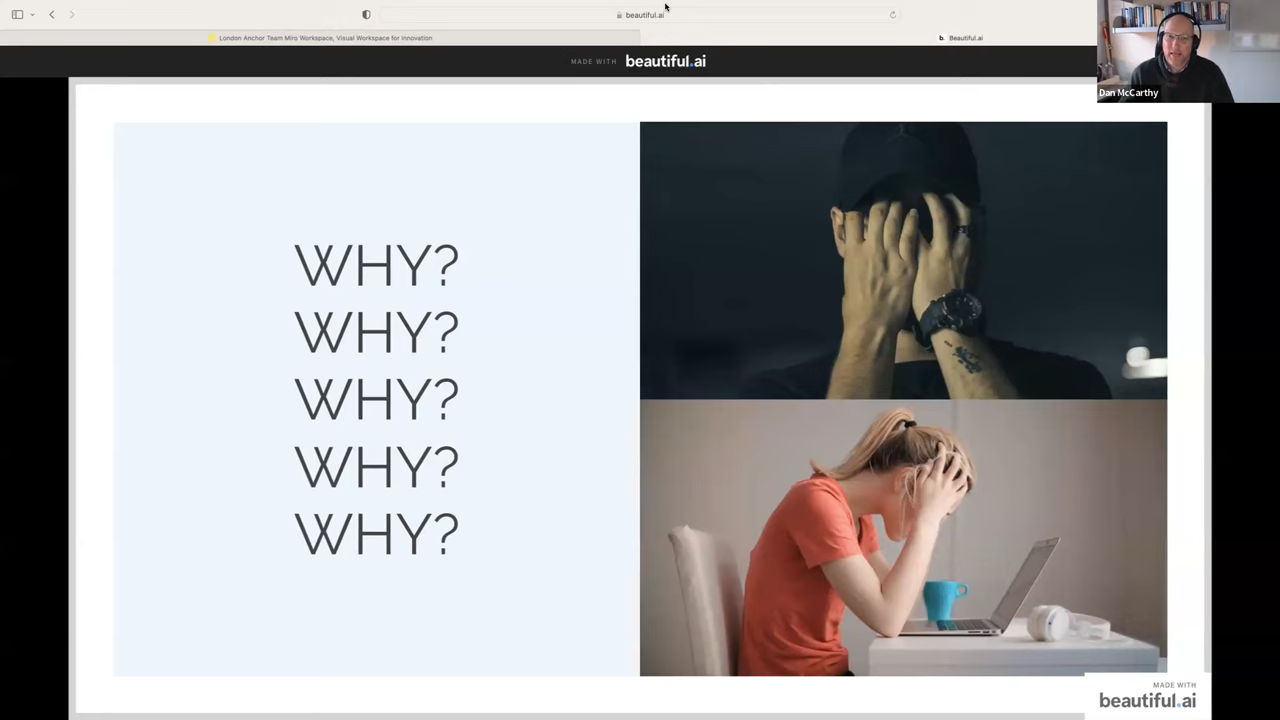 beautiful.ai
London Anchor Team Miro Workspace, Visual Workspace for Innovation
b. Beautiful.ai
MADE WITH beautiful.ai
Dan McCarthy
WHY?
WHY?
WHY?
WHY?
WHY?
MADE WITH
beautiful.ai